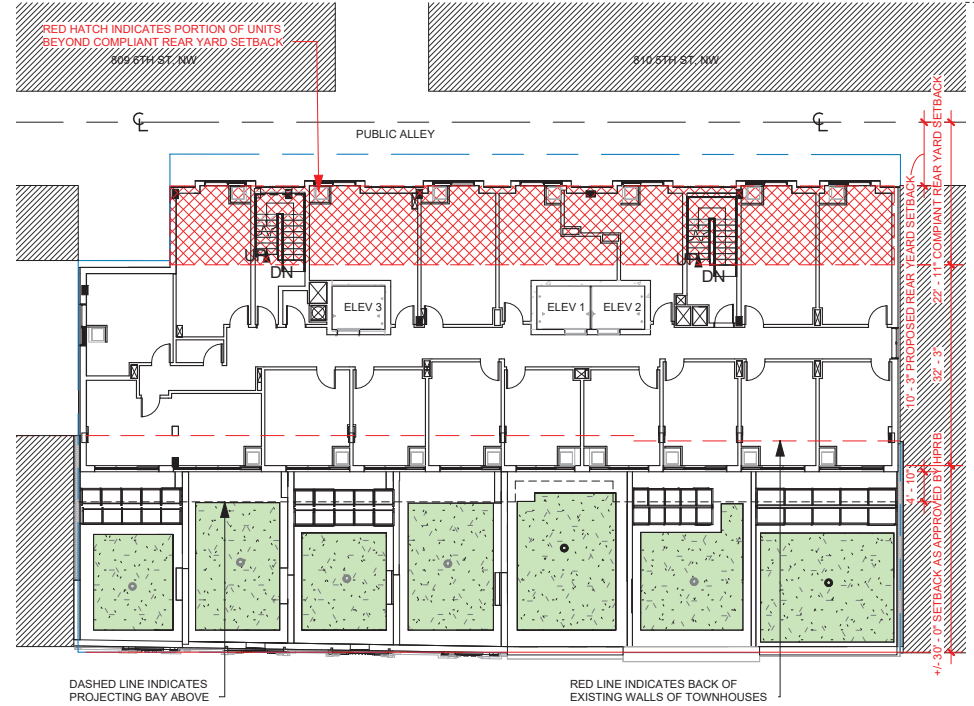 RED HATCH INDICATES PORTION OF UNITS
BEYOND COMPLIANT REAR YARD SETBACK
809 6TH ST, NW
810 5TH ST, NW
PUBLIC ALLEY
UP
DN
UP
DN
ELEV 3
ELEV 1
ELEV 2
10' - 3" PROPOSED REAR YEARD SETBACK
22' - 11" COMPLIANT REAR YARD SETBACK
32' - 3"
4' - 10"
+/-30' - 0" SETBACK AS APPROVED BY HPRB
DASHED LINE INDICATES
PROJECTING BAY ABOVE
RED LINE INDICATES BACK OF
EXISTING WALLS OF TOWNHOUSES